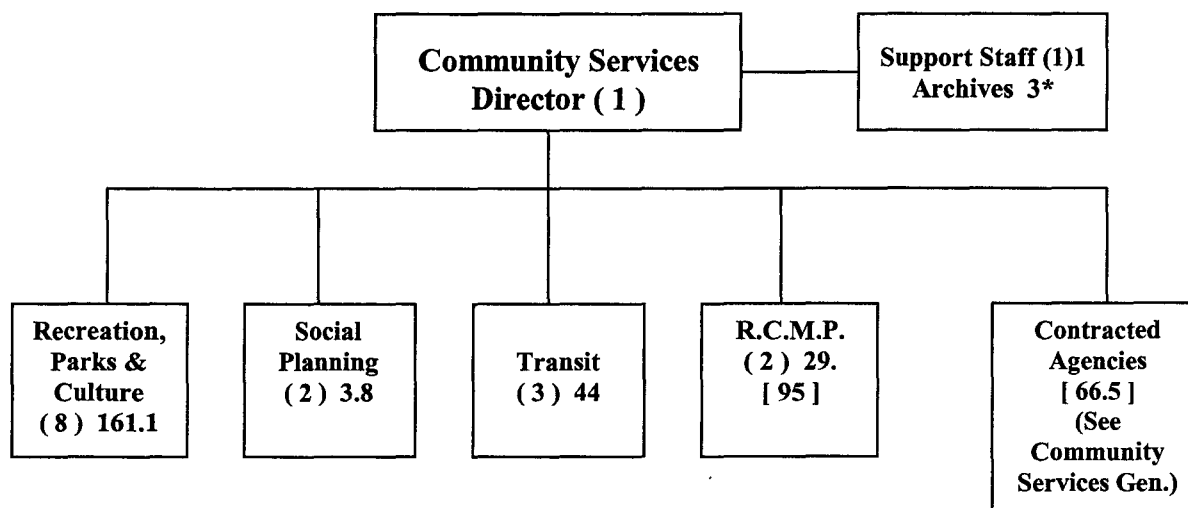 Community Services
Director ( 1 )
Support Staff (1)1
Archives 3*
Recreation,
Parks &
Culture
( 8 ) 161.1
Social
Planning
( 2 ) 3.8
Transit
( 3 ) 44
R.C.M.P.
( 2 ) 29.
[ 95 ]
Contracted
Agencies
[ 66.5 ]
(See
Community
Services Gen.)